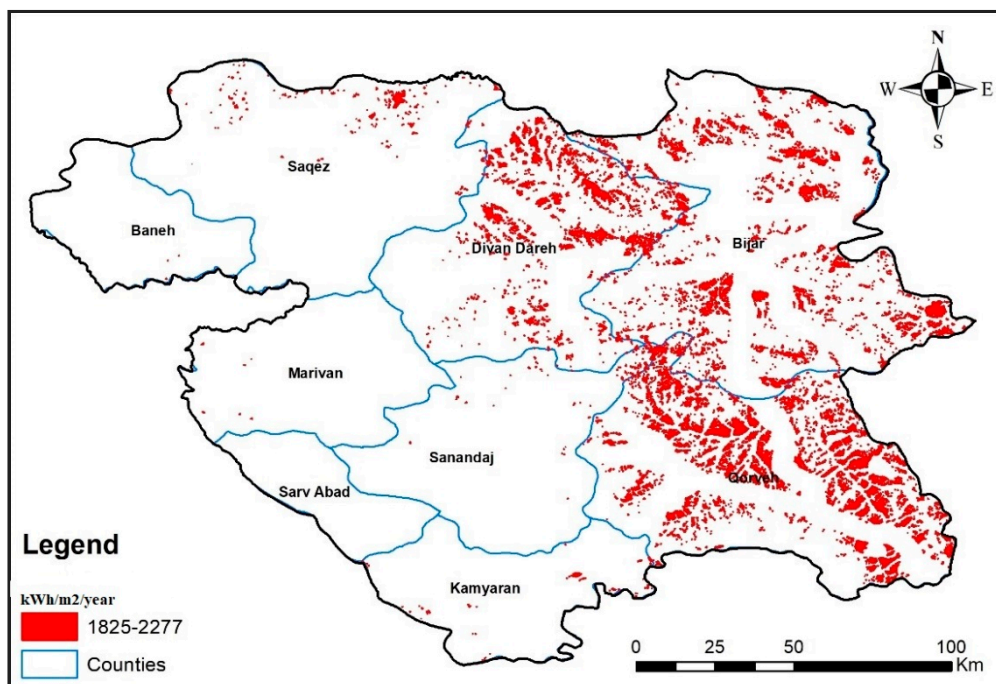 N
W E
S
Saqez
Baneh
Divan Dareh
Bijar
Marivan
Sanandaj
Qorveh
Sarv Abad
Kamyaran
Legend
kWh/m2/year
1825-2277
Counties
0 25 50 100
Km